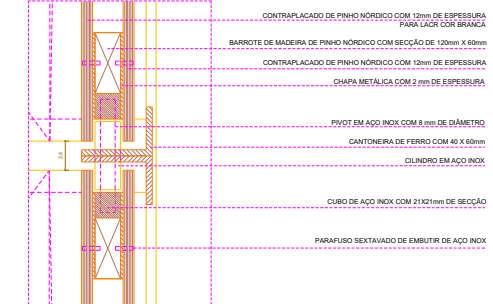 CONTRAPLACADO DE PINHO NÓRDICO COM 12mm DE ESPESSURA
PARA LACR COR BRANCA
BARROTE DE MADEIRA DE PINHO NÓRDICO COM SECÇÃO DE 120mm X 60mm
CONTRAPLACADO DE PINHO NÓRDICO COM 12mm DE ESPESSURA
CHAPA METÁLICA COM 2 mm DE ESPESSURA
PIVOT EM AÇO INOX COM 8 mm DE DIÂMETRO
CANTONEIRA DE FERRO COM 40 X 60mm
2,4
CILINDRO EM AÇO INOX
CUBO DE AÇO INOX COM 21X21mm DE SECÇÃO
PARAFUSO SEXTAVADO DE EMBUTIR DE AÇO INOX